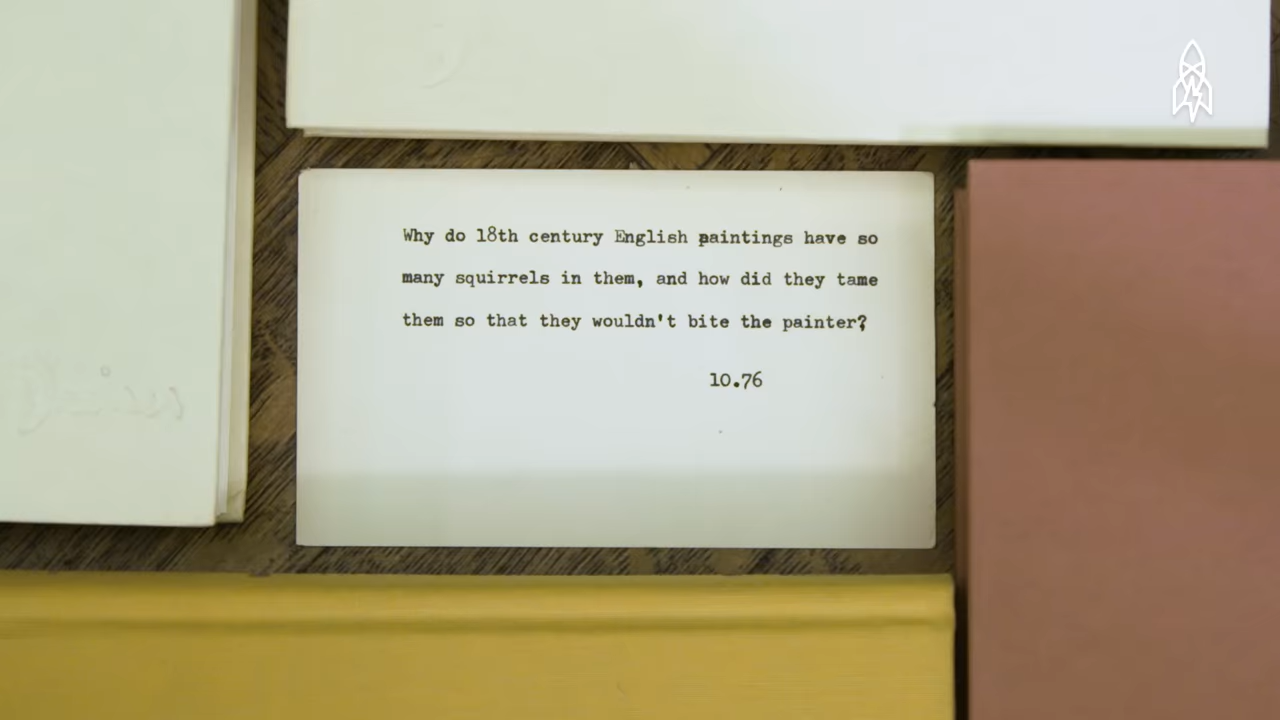 Why do 18th century English paintings have so
many squirrels in them, and how did they tame
them so that they wouldn't bite the painter?
10.76